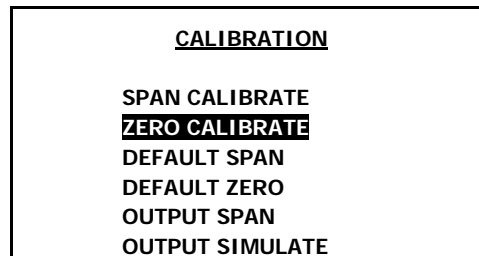 CALIBRATION
SPAN CALIBRATE
ZERO CALIBRATE
DEFAULT SPAN
DEFAULT ZERO
OUTPUT SPAN
OUTPUT SIMULATE